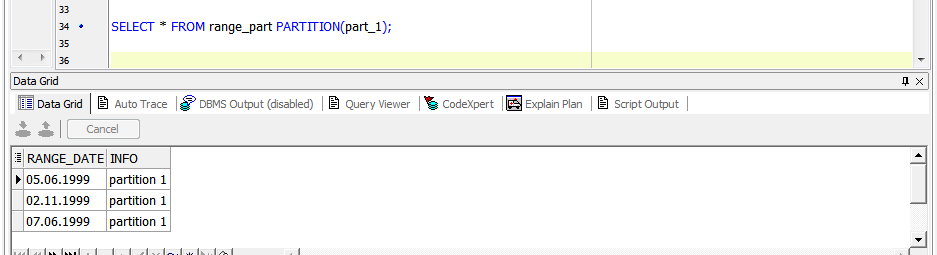 33
34 SELECT * FROM range_part PARTITION(part_1);
35
36
Data Grid
Data Grid Auto Trace DBMS Output (disabled) Query Viewer CodeXpert Explain Plan Script Output
Cancel
RANGE_DATE INFO
05.06.1999 partition 1
02.11.1999 partition 1
07.06.1999 partition 1